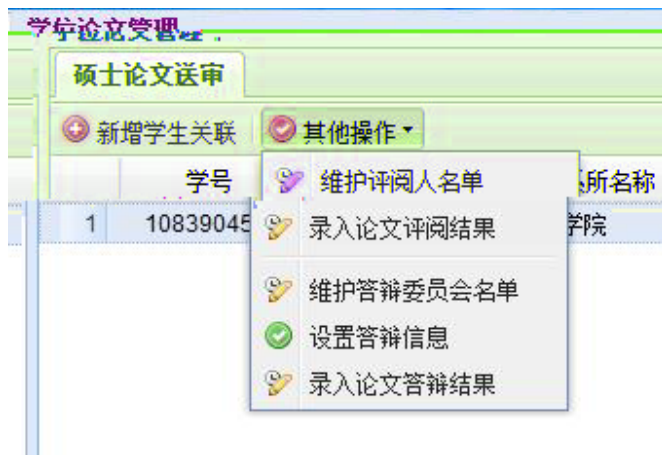 学位论文管理
硕士论文送审
新增学生关联 其他操作
学号 所名称
1 10839045 学院
维护评阅人名单
录入论文评阅结果
维护答辩委员会名单
设置答辩信息
录入论文答辩结果